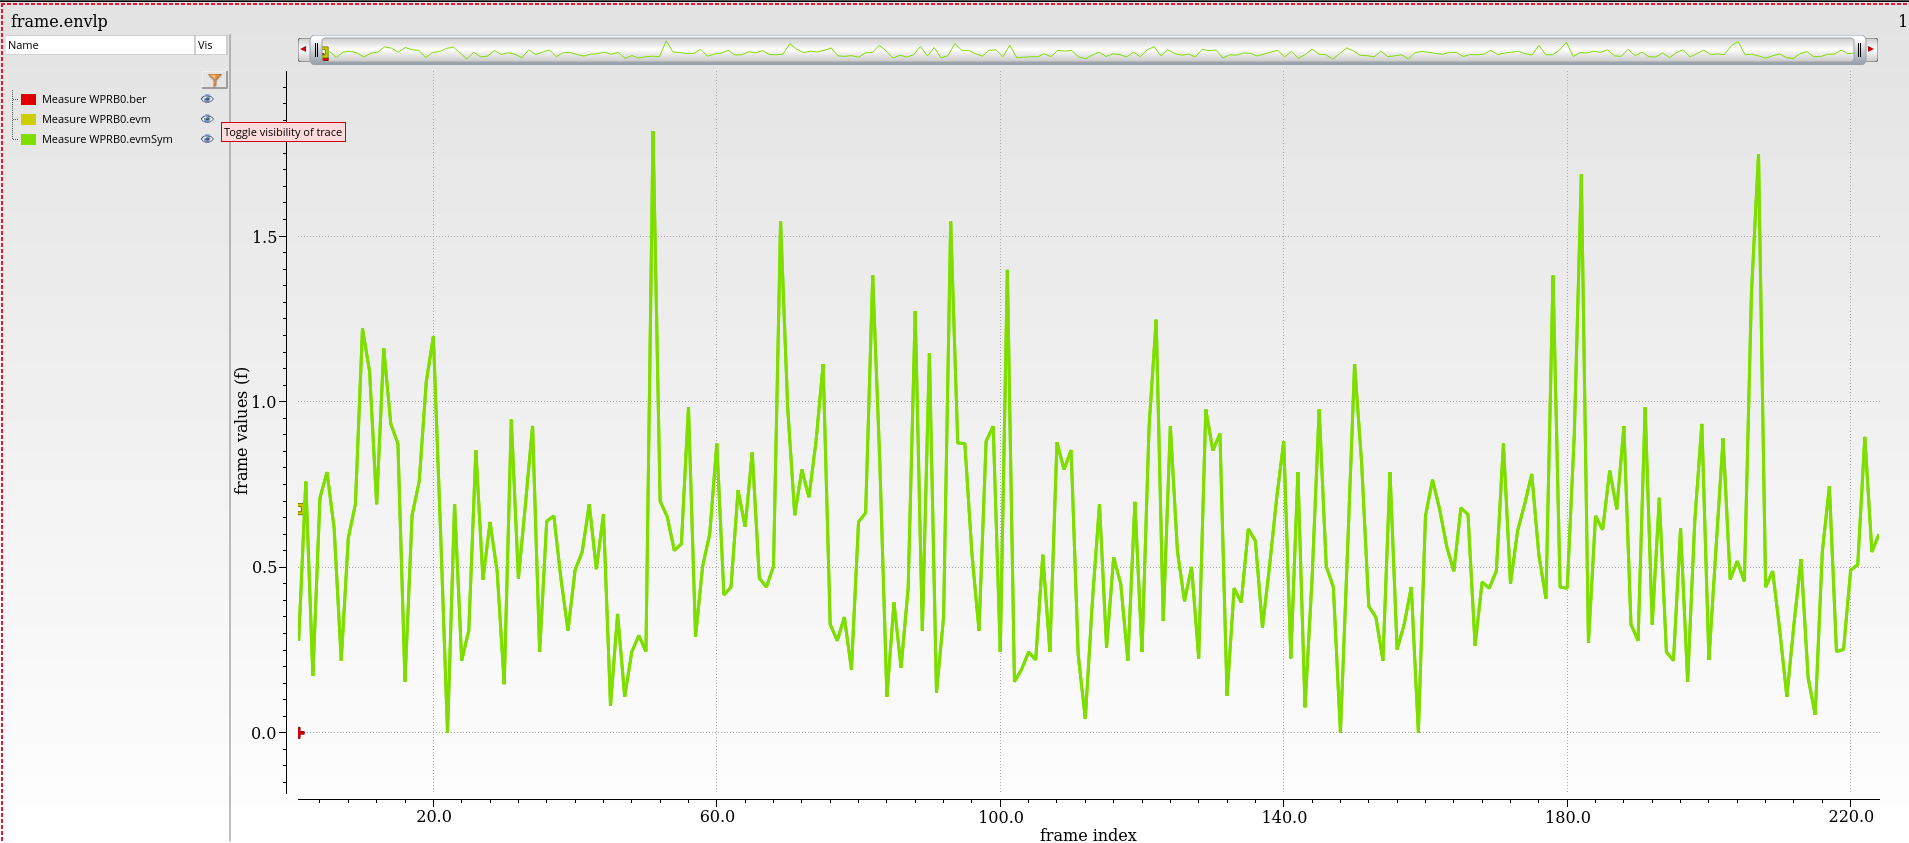 frame.envlp
1
Name Vis
Measure WPRB0.ber
Measure WPRB0.evm
Measure WPRB0.evmSym
Toggle visibility of trace
1.5
1.0
0.5
0.0
frame values (f)
20.0 60.0 100.0 140.0 180.0 220.0
frame index